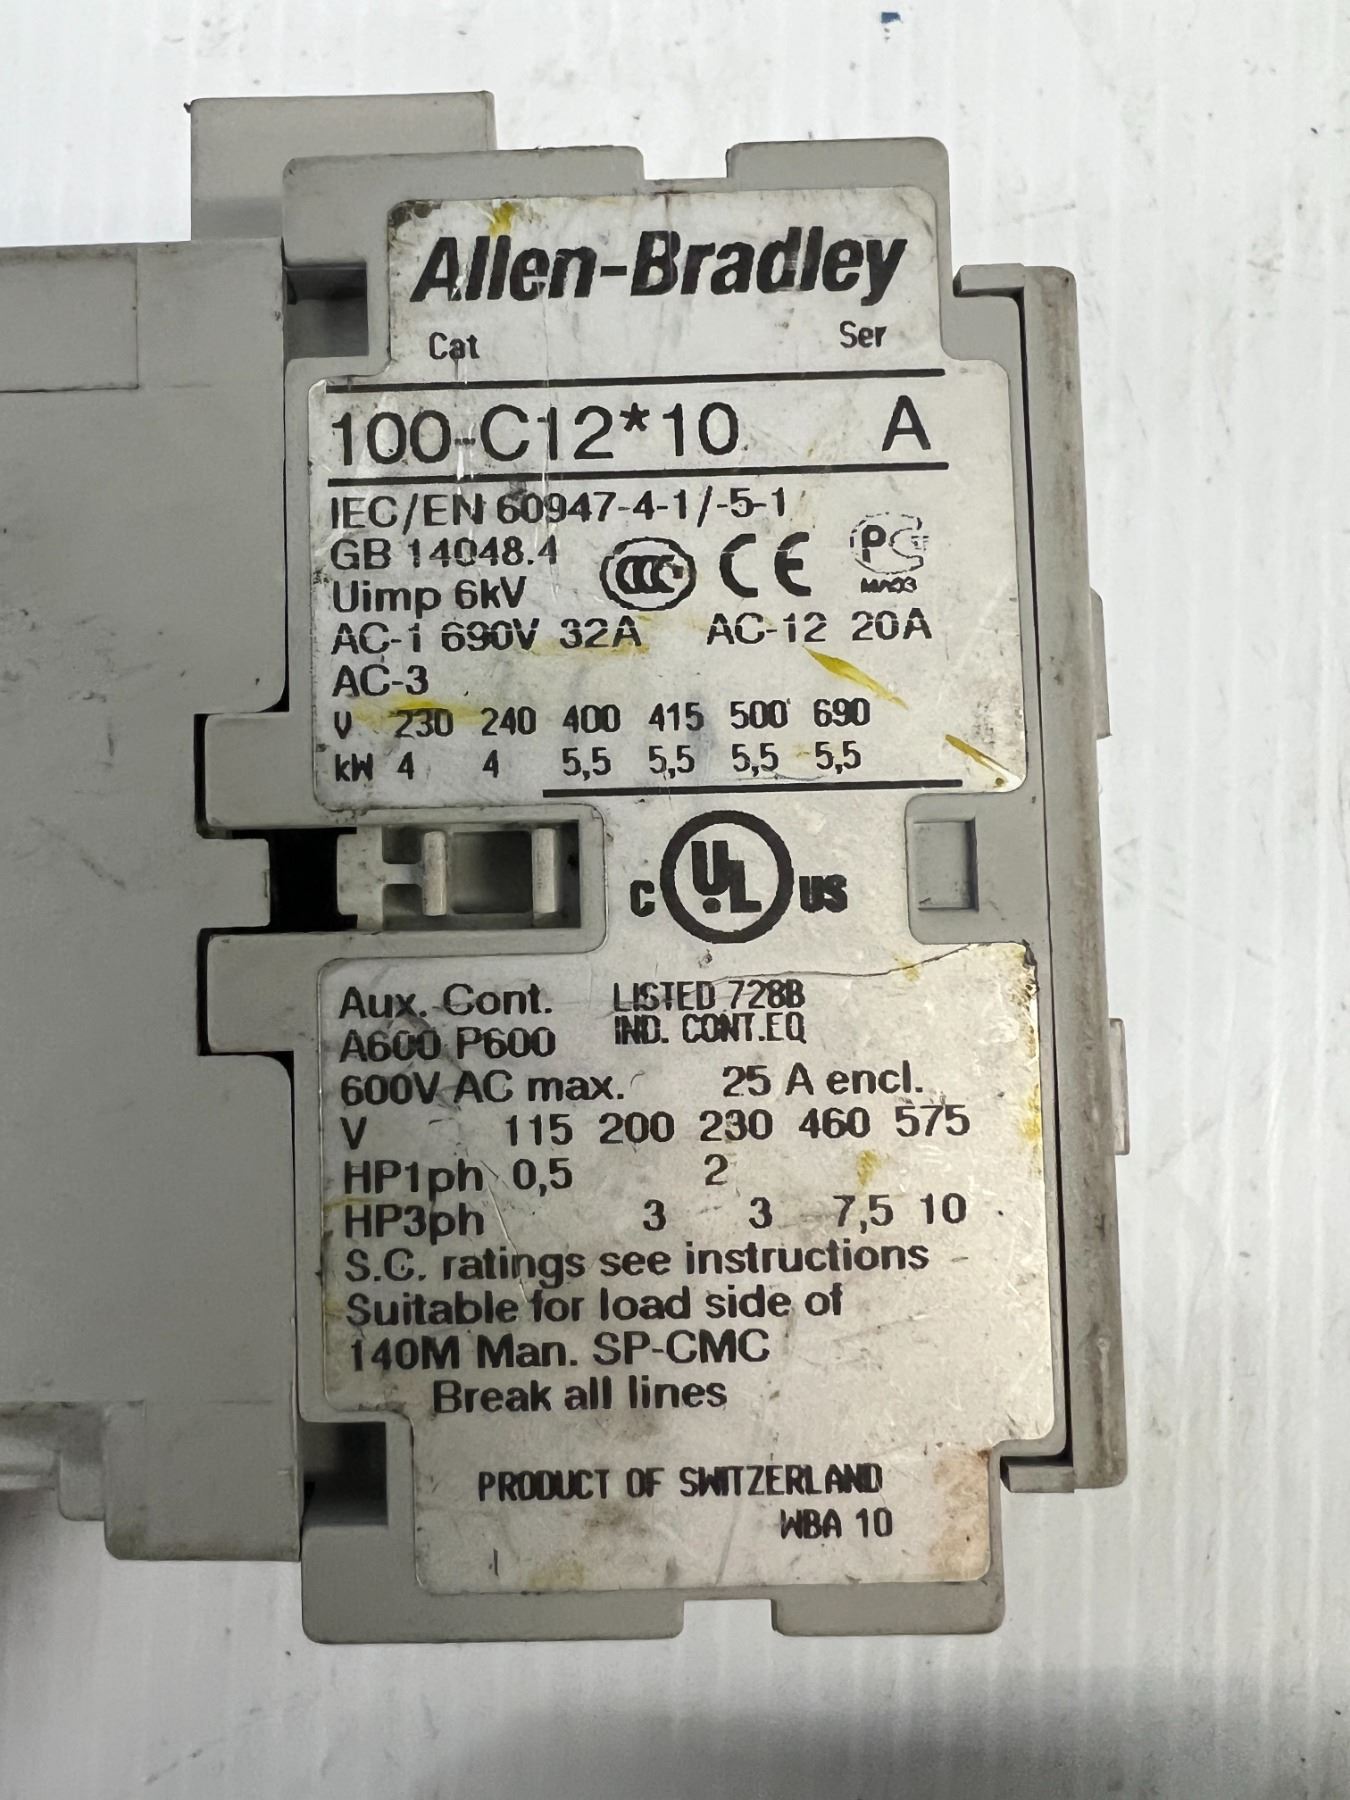 Allen-Bradley
Cat Ser
100-C12*10 A
IEC/EN 60947-4-1/-5-1
GB 14048.4
CCC CE PC
Uimp 6kV
AC-1 690V 32A AC-12 20A
AC-3
V 230 240 400 415 500 690
kW 4 4 5,5 5,5 5,5 5,5
C UL US
Aux. Cont. LISTED 728B
A600 P600 IND. CONT.EQ
600V AC max. 25 A encl.
V 115 200 230 460 575
HP1ph 0,5 2
HP3ph 3 3 7,5 10
S.C. ratings see instructions
Suitable for load side of
140M Man. SP-CMC
Break all lines
PRODUCT OF SWITZERLAND
WBA 10